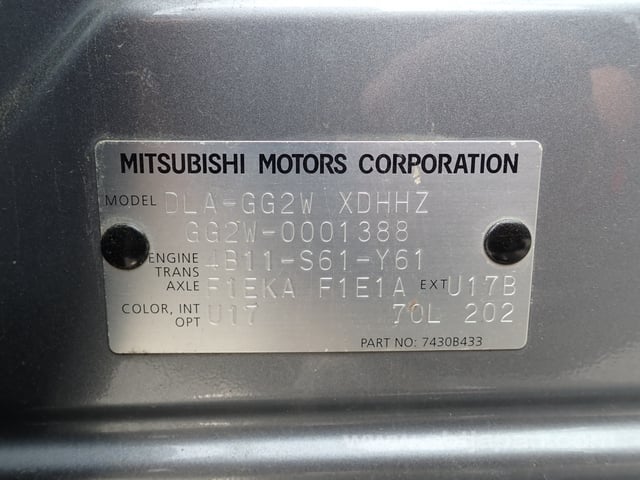 MITSUBISHI MOTORS CORPORATION
MODEL DLA-GG2W XDHHZ
GG2W-0001388
ENGINE 4B11-S61-Y61
TRANS
AXLE F1EKA F1E1A EXT U17B
COLOR, INT U17 70L 202
OPT
PART NO: 7430B433